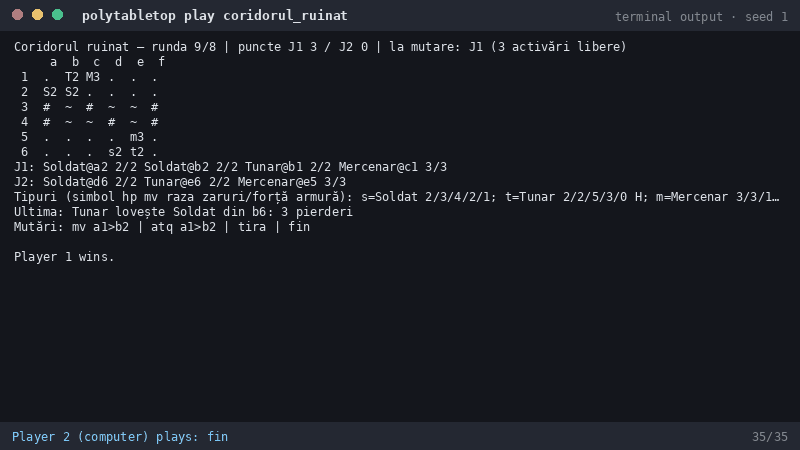 polytabletop play coridorul_ruinat
terminal output · seed 1
Coridorul ruinat — runda 9/8 | puncte J1 3 / J2 0 | la mutare: J1 (3 activări libere)
a b c d e f
1 . T2 M3 . . .
2 S2 S2 . . . .
3 # ~ # ~ ~ #
4 # ~ ~ # ~ #
5 . . . . m3 .
6 . . . s2 t2 .
J1: Soldat@a2 2/2 Soldat@b2 2/2 Tunar@b1 2/2 Mercenar@c1 3/3
J2: Soldat@d6 2/2 Tunar@e6 2/2 Mercenar@e5 3/3
Tipuri (simbol hp mv raza zaruri/forță armură): s=Soldat 2/3/4/2/1; t=Tunar 2/2/5/3/0 H; m=Mercenar 3/3/1…
Ultima: Tunar lovește Soldat din b6: 3 pierderi
Mutări: mv a1>b2 | atq a1>b2 | tira | fin
Player 1 wins.
Player 2 (computer) plays: fin
35/35